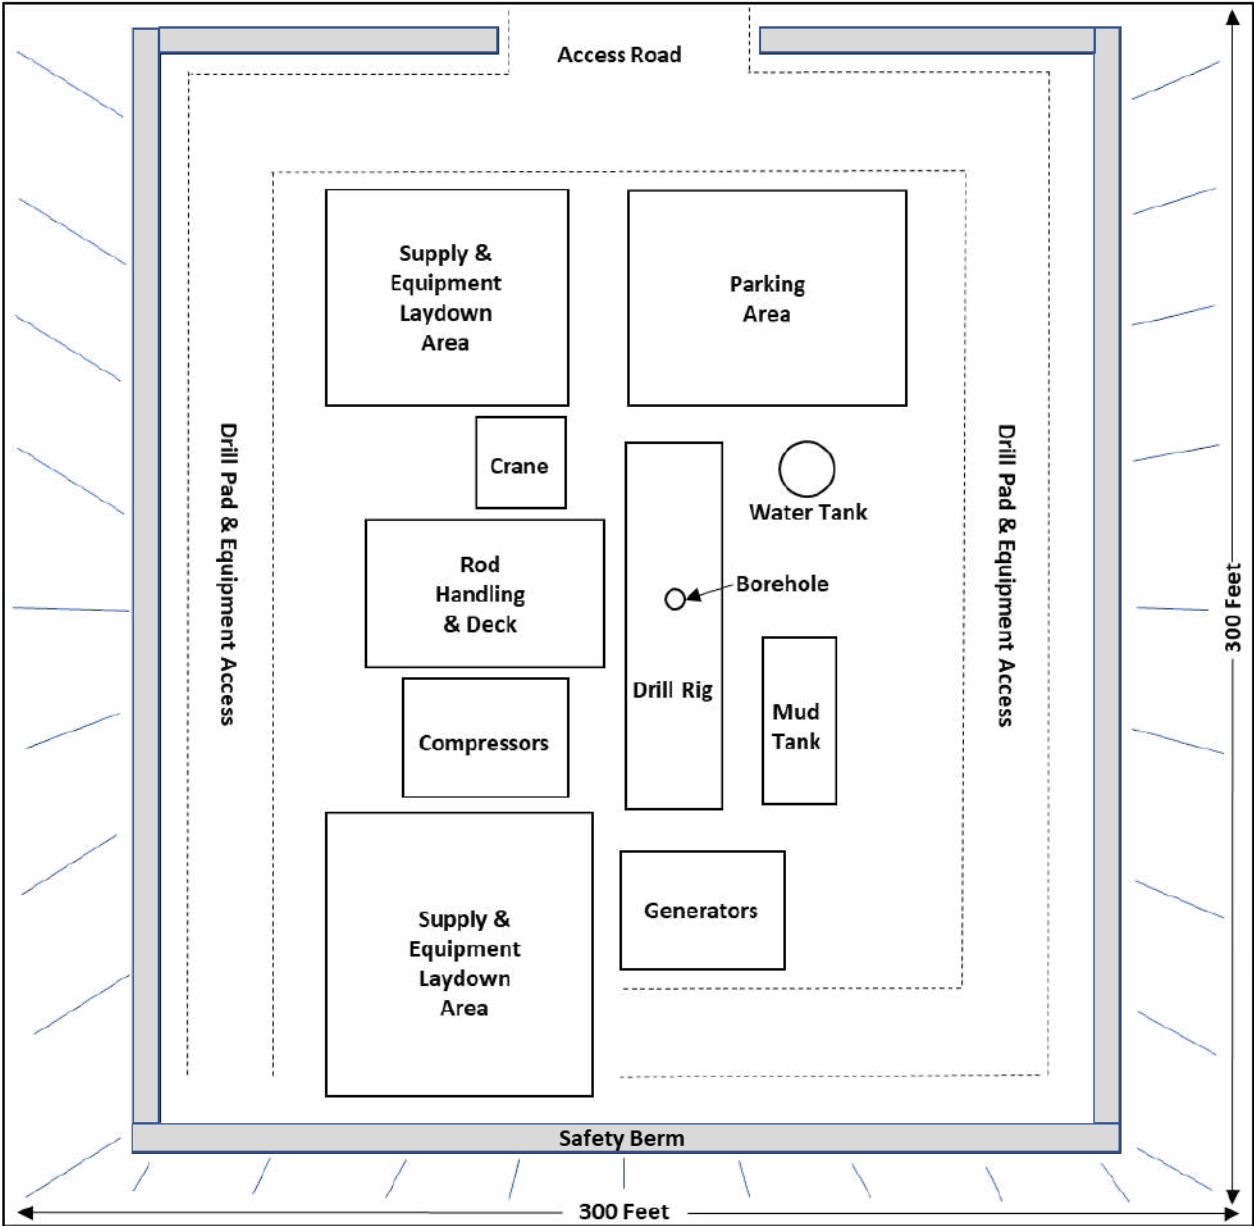 Access Road
Supply &
Equipment
Laydown
Area
Parking
Area
Crane
Water Tank
Drill Pad & Equipment Access
Drill Pad & Equipment Access
Rod
Handling
& Deck
Borehole
300 Feet
Drill Rig
Mud
Tank
Compressors
Supply &
Equipment
Laydown
Area
Generators
Safety Berm
300 Feet